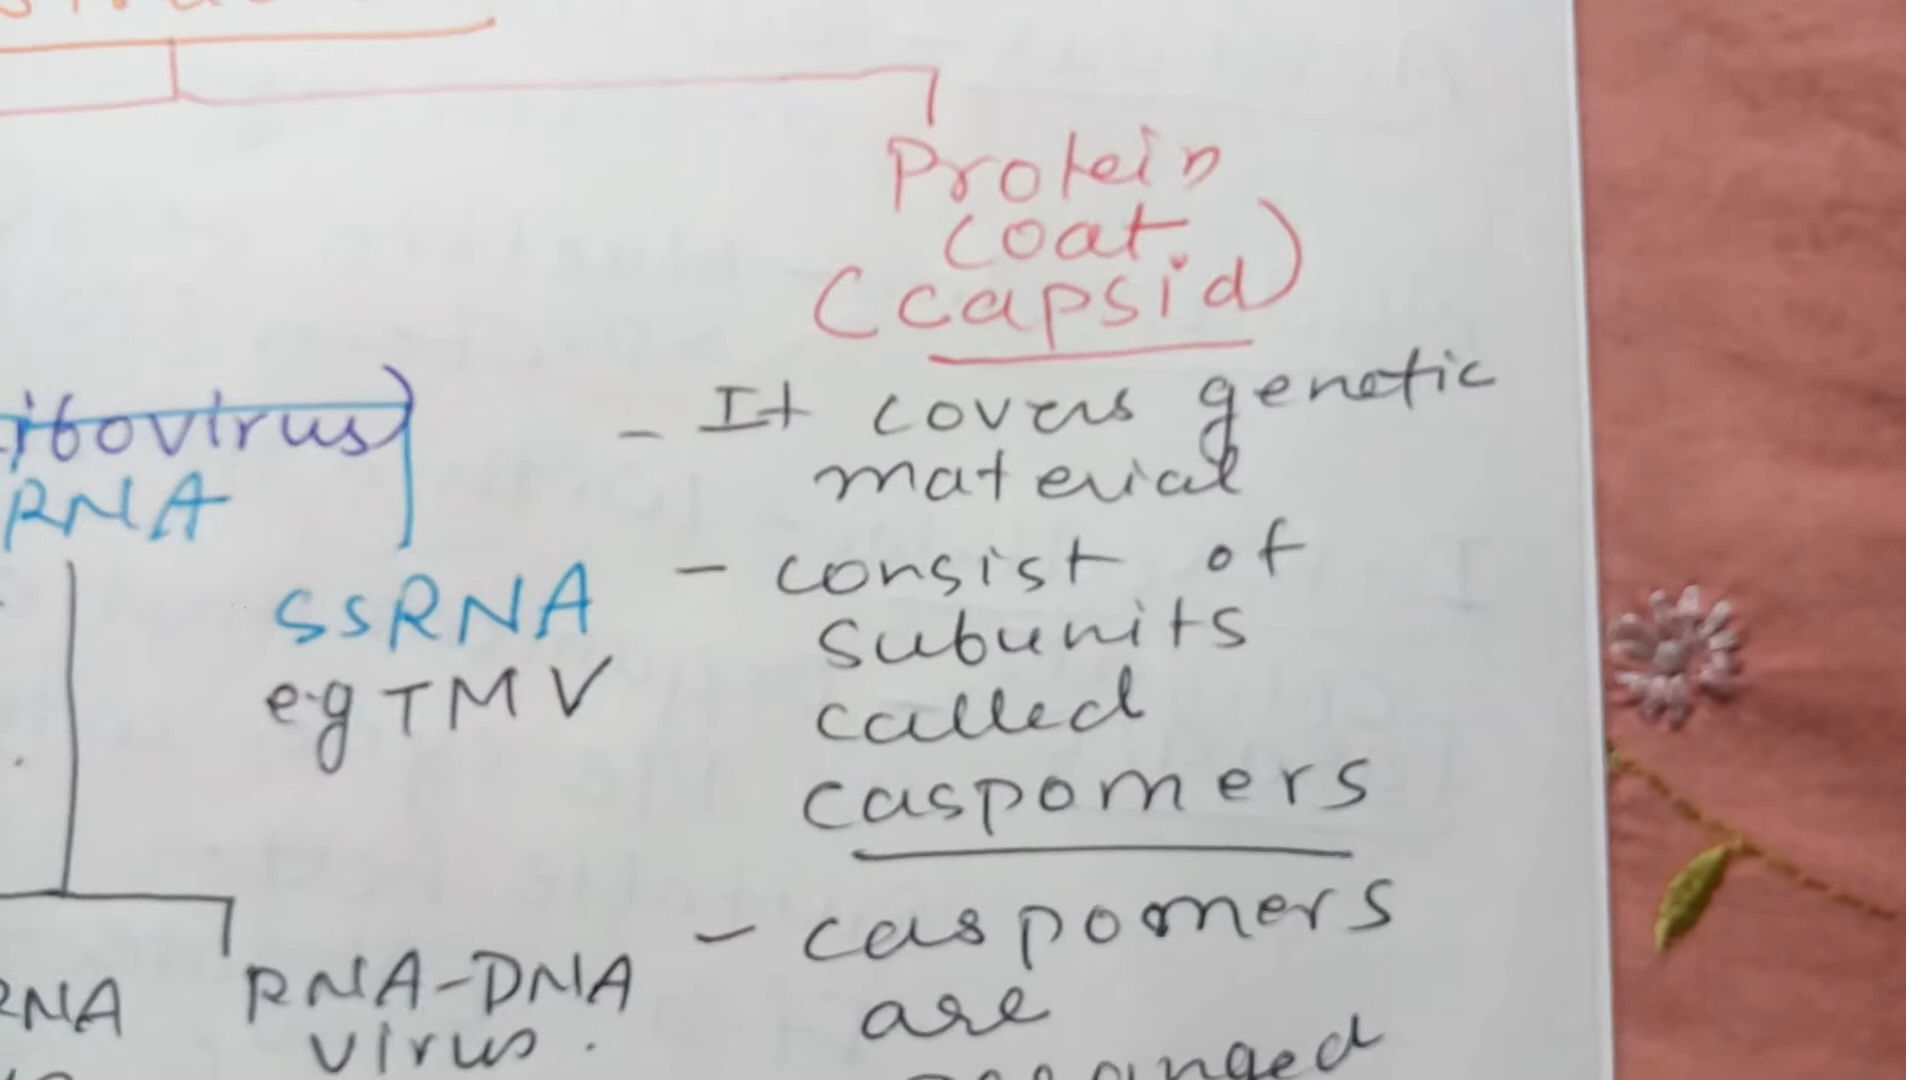 Protein
coat.
(capsid)
ibovirus)
RNA
SSRNA
eg TMV
- It covers genetic
material
- consist of
subunits
called
caspomers
- caspomers
are
RNA
RNA-DNA
virus.